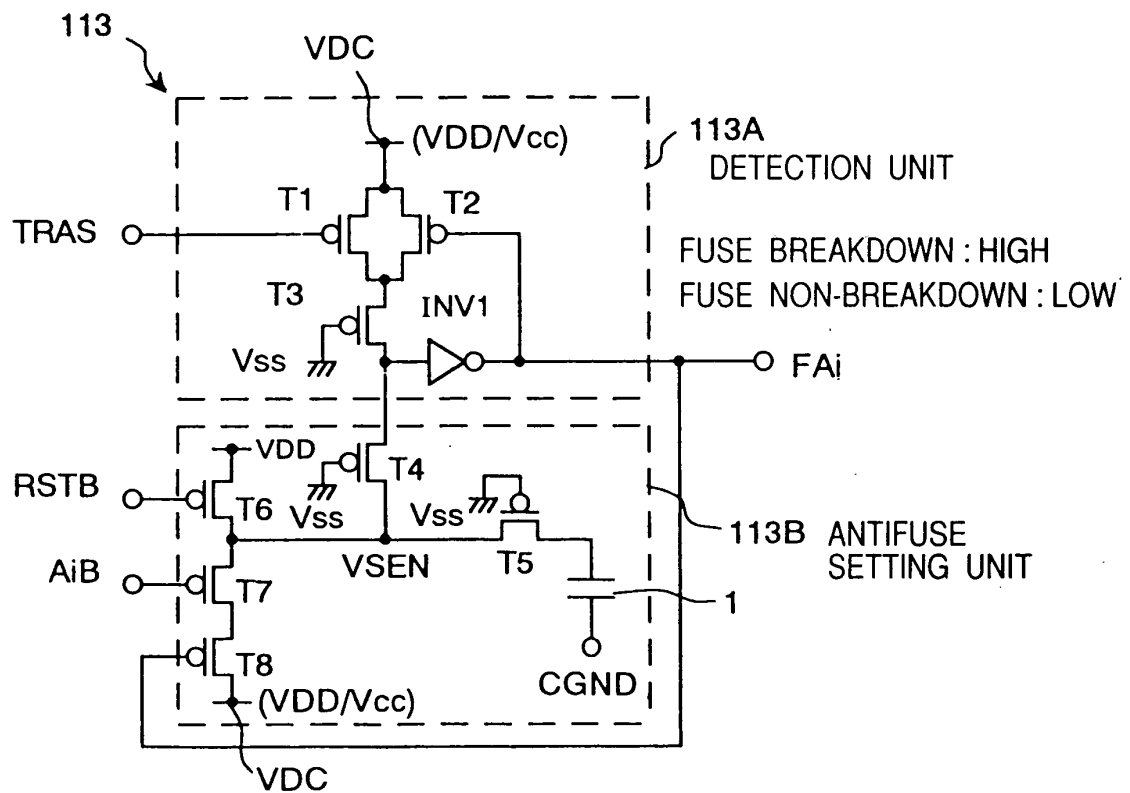 113
VDC
(VDD/Vcc)
113A
DETECTION UNIT
T1
T2
TRAS
FUSE BREAKDOWN : HIGH
FUSE NON-BREAKDOWN : LOW
T3
INV1
Vss
FAi
VDD
RSTB
T6
T4
Vss
Vss
113B ANTIFUSE
SETTING UNIT
VSEN
T5
AiB
T7
1
T8
CGND
(VDD/Vcc)
VDC